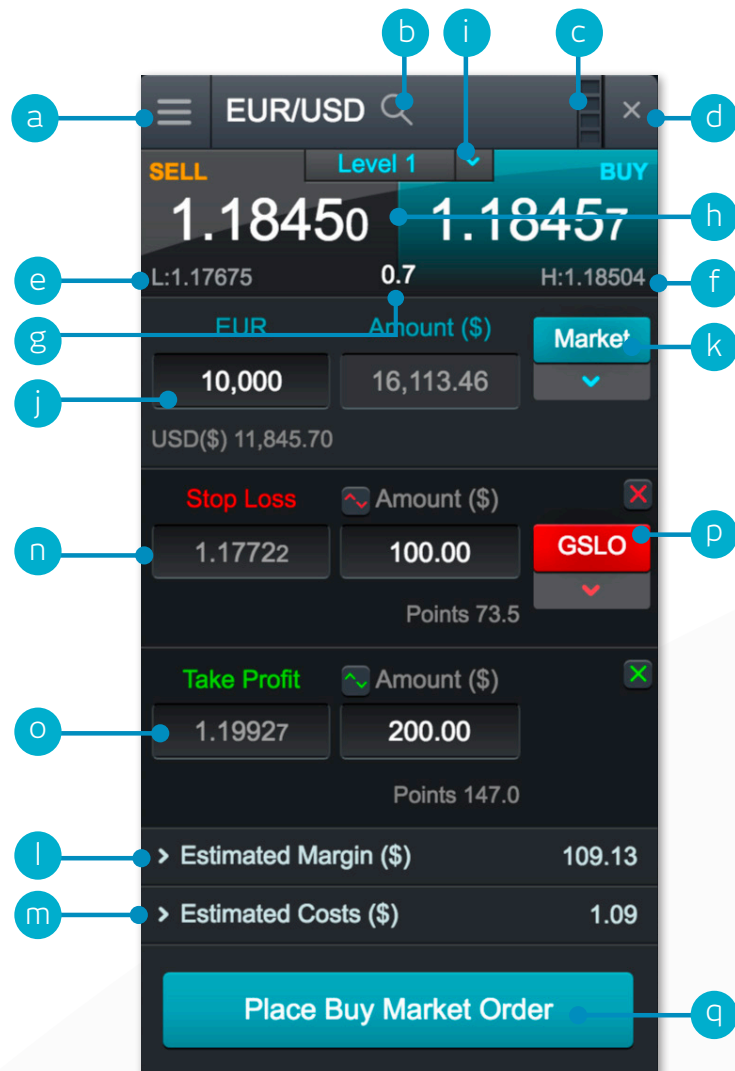 b i c
a EUR/USD × d
Level 1
SELL BUY
1.18450 1.18457 h
e L:1.17675 0.7 H:1.18504 f
g EUR Amount ($) Market k
j 10,000 16,113.46
USD($) 11,845.70
Stop Loss Amount ($)
n 1.17722 100.00 GSLO p
Points 73.5
Take Profit Amount ($)
o 1.19927 200.00
Points 147.0
l > Estimated Margin ($) 109.13
m > Estimated Costs ($) 1.09
Place Buy Market Order q